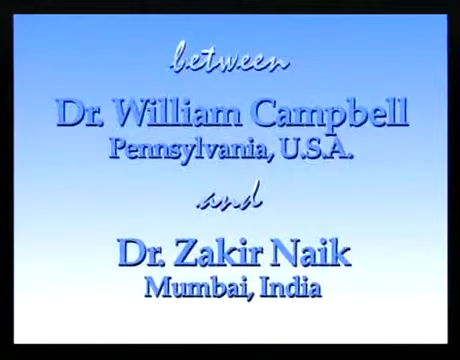 between
Dr. William Campbell
Pennsylvania, U.S.A.
and
Dr. Zakir Naik
Mumbai, India